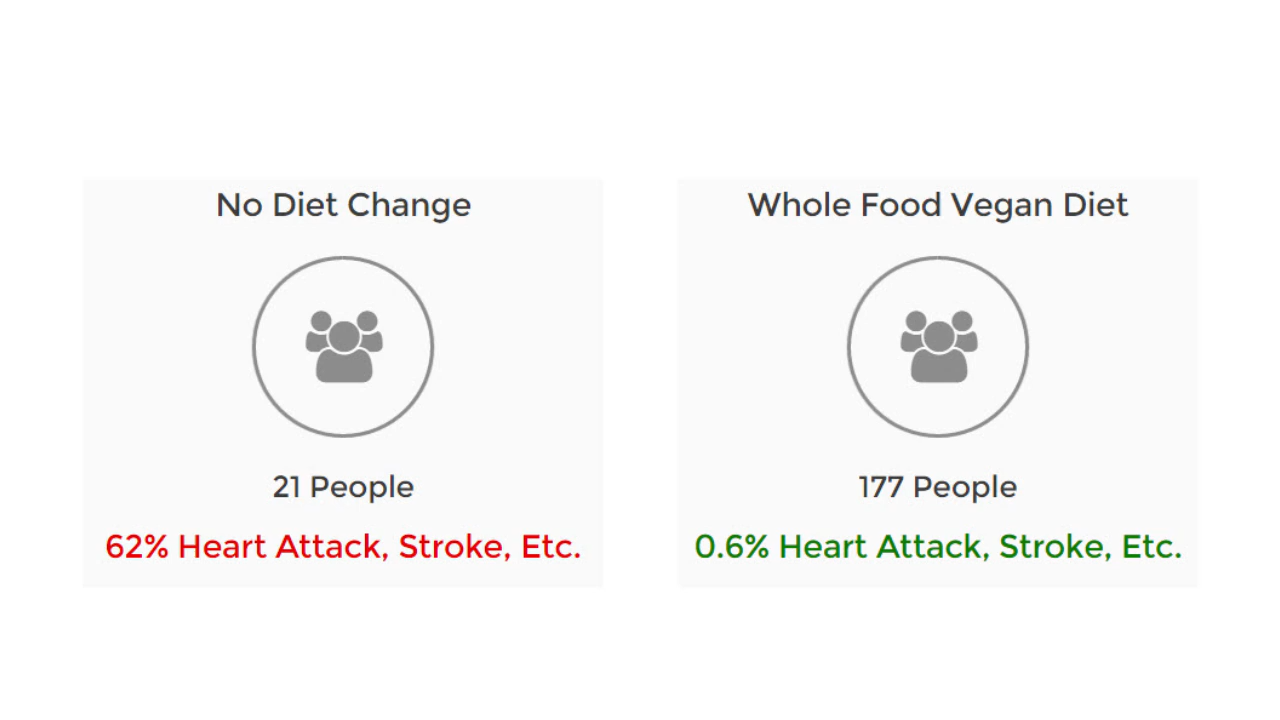 No Diet Change
21 People
62% Heart Attack, Stroke, Etc.
Whole Food Vegan Diet
177 People
0.6% Heart Attack, Stroke, Etc.